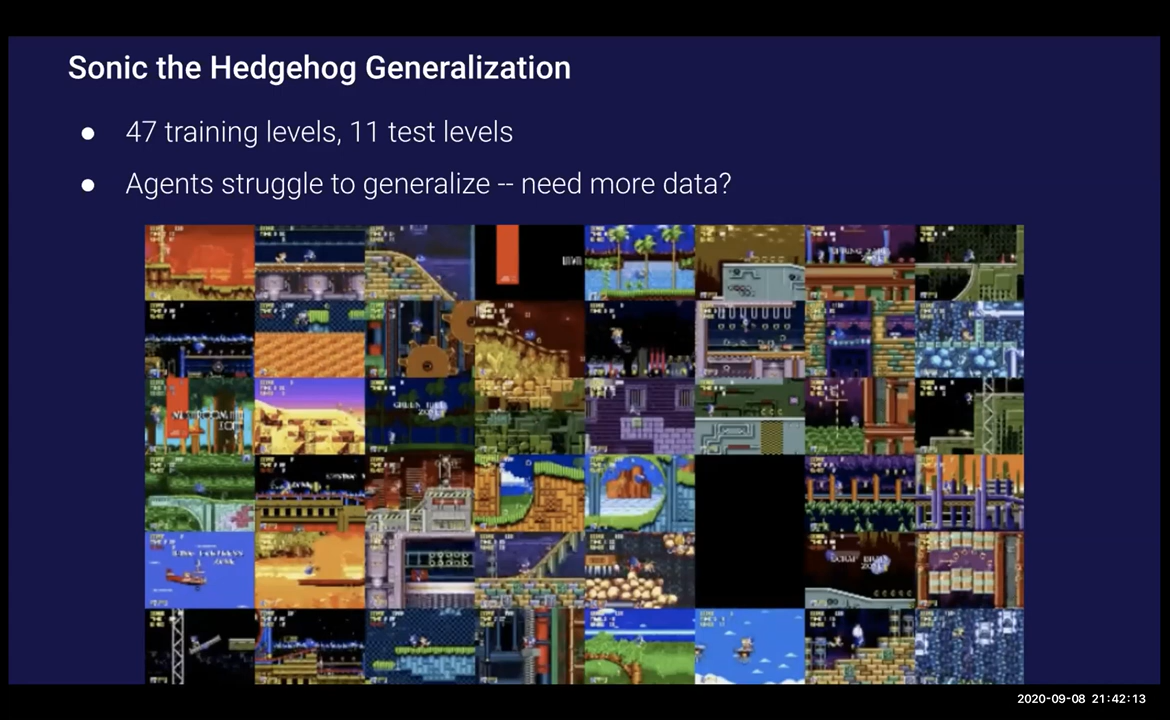 Sonic the Hedgehog Generalization
● 47 training levels, 11 test levels
● Agents struggle to generalize -- need more data?
2020-09-08 21:42:13